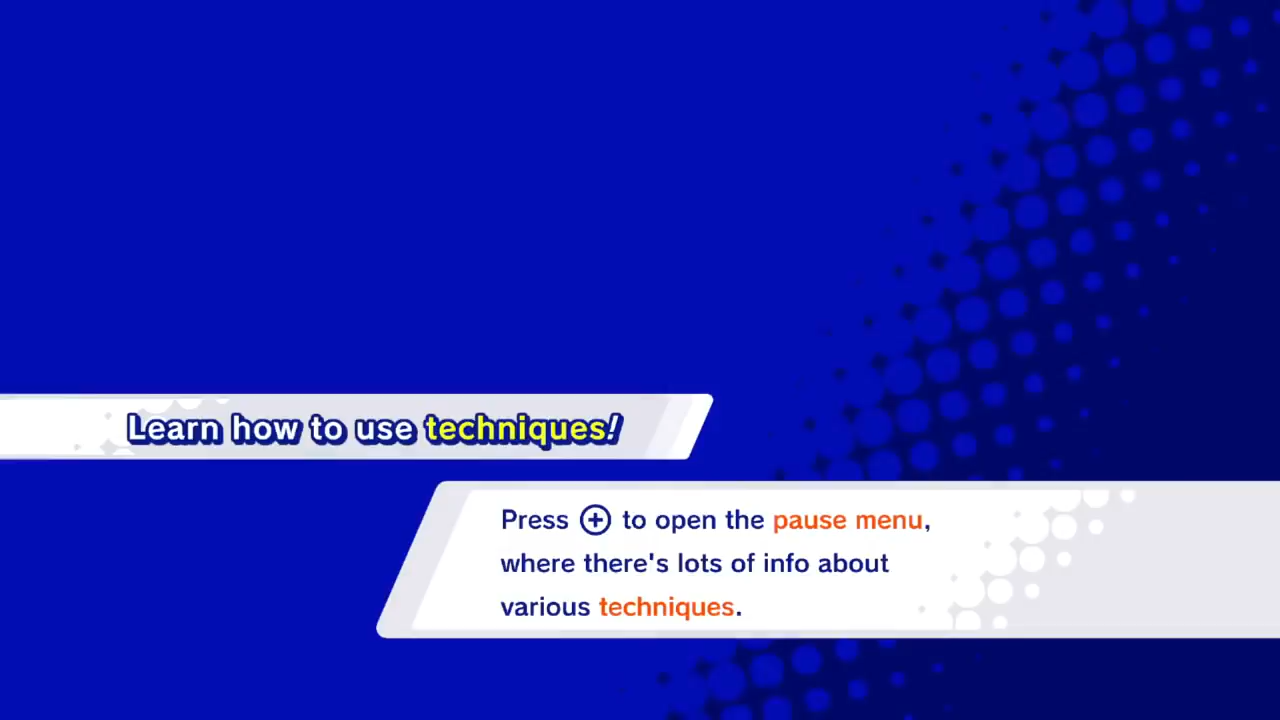 Learn how to use techniques!
Press ⊕ to open the pause menu,
where there's lots of info about
various techniques.